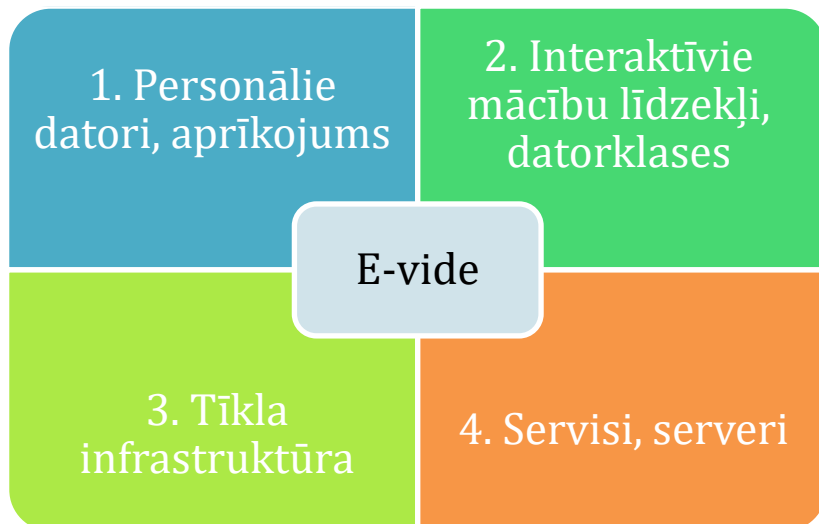 1. Personālie
datori, aprīkojums
2. Interaktīvie
mācību līdzekļi,
datorklases
E-vide
3. Tīkla
infrastruktūra
4. Servisi, serveri